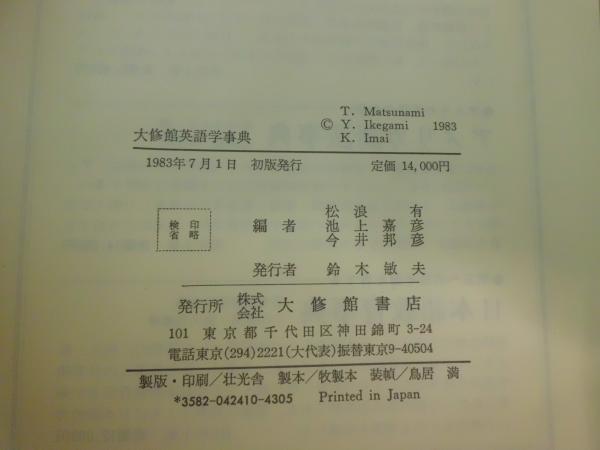 T. Matsunami
大修館英語学事典 © Y. Ikegami 1983
K. Imai
1983年7月1日 初版発行 定価 14,000円
松浪有
検印省略 編者 池上嘉彦
今井邦彦
発行者 鈴木敏夫
発行所 株式会社 大修館書店
101 東京都千代田区神田錦町3-24
電話東京(294)2221(大代表)振替東京9-40504
製版・印刷/壮光舎 製本/牧製本 装幀/鳥居 満
*3582-042410-4305 Printed in Japan